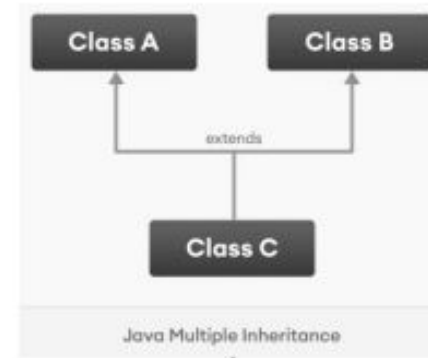 Class A
Class B
extends
Class C
Java Multiple Inheritance